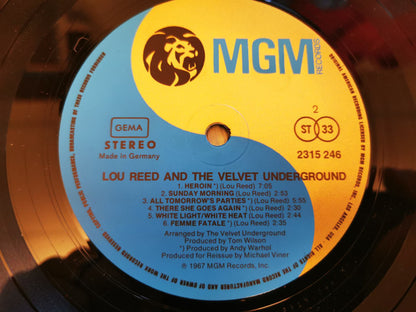 MGM
RECORDS
GEMA
STEREO
Made in Germany
2
ST 33
2315 246
LOU REED AND THE VELVET UNDERGROUND
1. HEROIN *) (Lou Reed) 7:05
2. SUNDAY MORNING (Lou Reed) 2:53
3. ALL TOMORROW'S PARTIES *) (Lou Reed) 5:55
4. THERE SHE GOES AGAIN *) (Lou Reed) 2:30
5. WHITE LIGHT/WHITE HEAT (Lou Reed) 2:44
6. FEMME FATALE *) (Lou Reed) 2:35
Arranged by The Velvet Underground
Produced by Tom Wilson
*) Produced by Andy Warhol
Produced for Reissue by Michael Viner
℗ 1967 MGM Records, Inc.